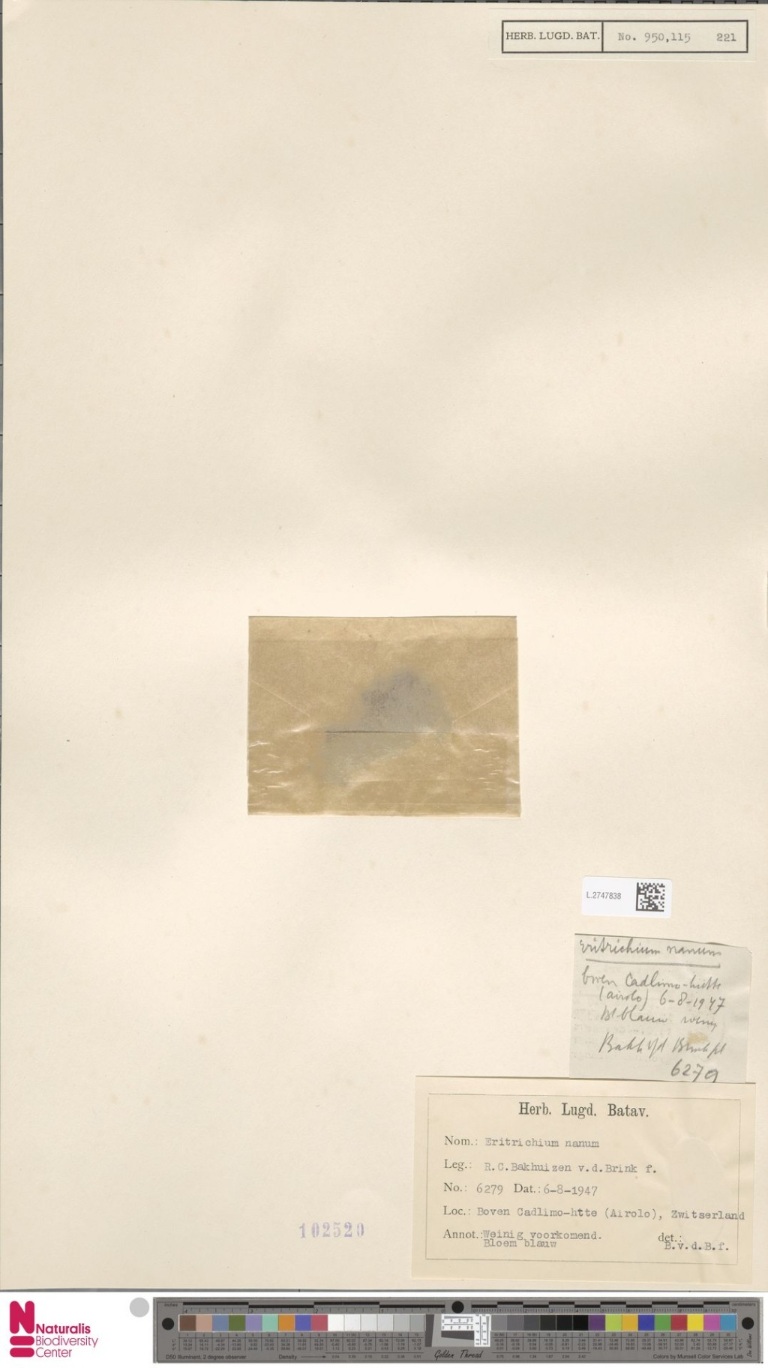 HERB. LUGD. BAT. No. 950,115 221
L.2747838
Eritrichium nanum
boven Cadlimo-hutte
(airolo) 6-8-1947
Bl blauw weinig
6279
Herb. Lugd. Batav.
Nom.: Eritrichium nanum
Leg.: R.C.Bakhuizen v.d.Brink f.
No.: 6279 Dat.: 6-8-1947
Loc.: Boven Cadlimo-htte (Airolo), Zwitserland
Annot.: Weinig voorkomend. det.:
Bloem blauw B.v.d.B.f.
102520
Naturalis
Biodiversity
Center
Golden Thread